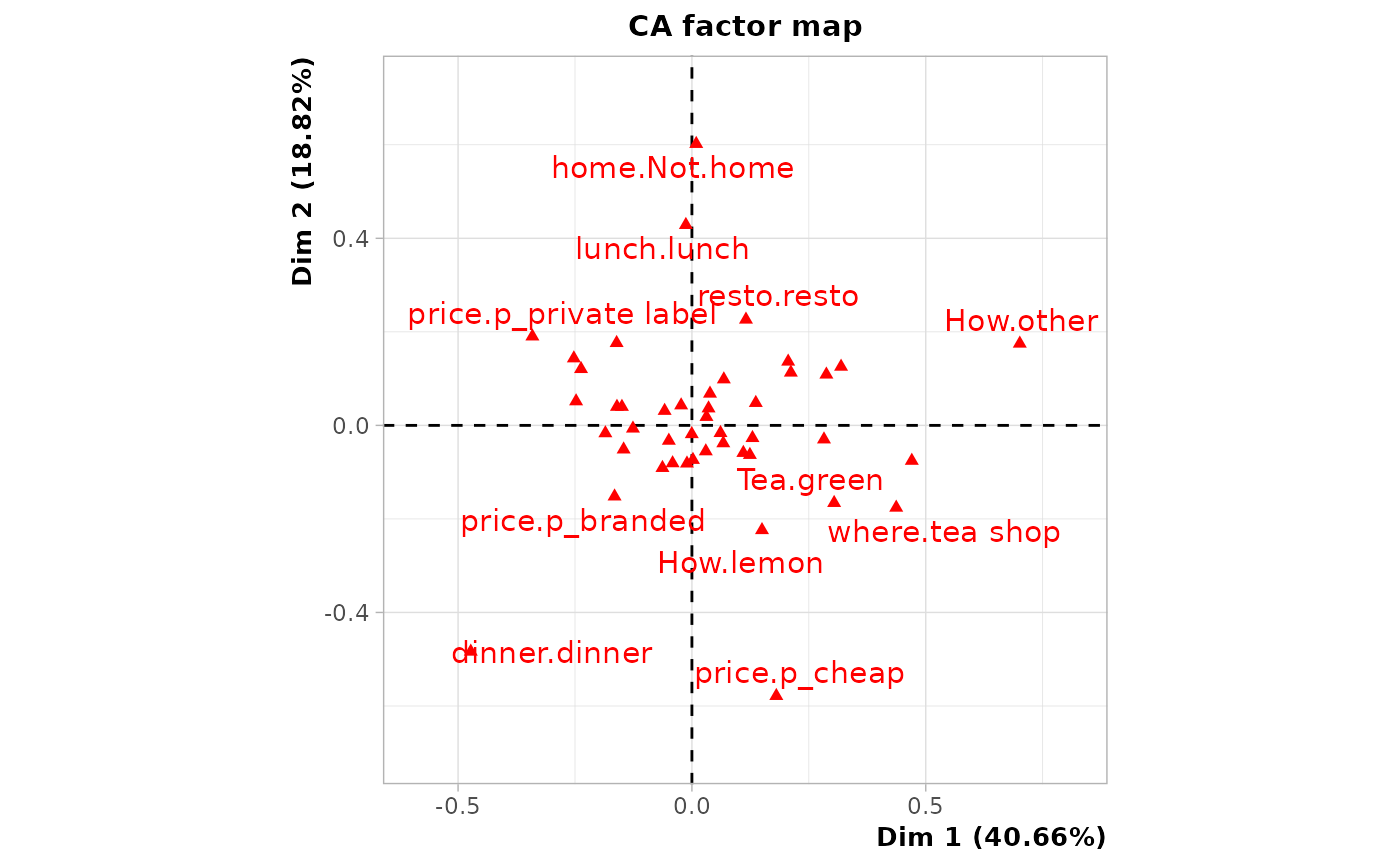 CA factor map
Dim 2 (18.82%)
home.Not.home
0.4
lunch.lunch
resto.resto
price.p_private label
How.other
0.0
Tea.green
price.p_branded
where.tea shop
How.lemon
-0.4
dinner.dinner
price.p_cheap
-0.5
0.0
0.5
Dim 1 (40.66%)